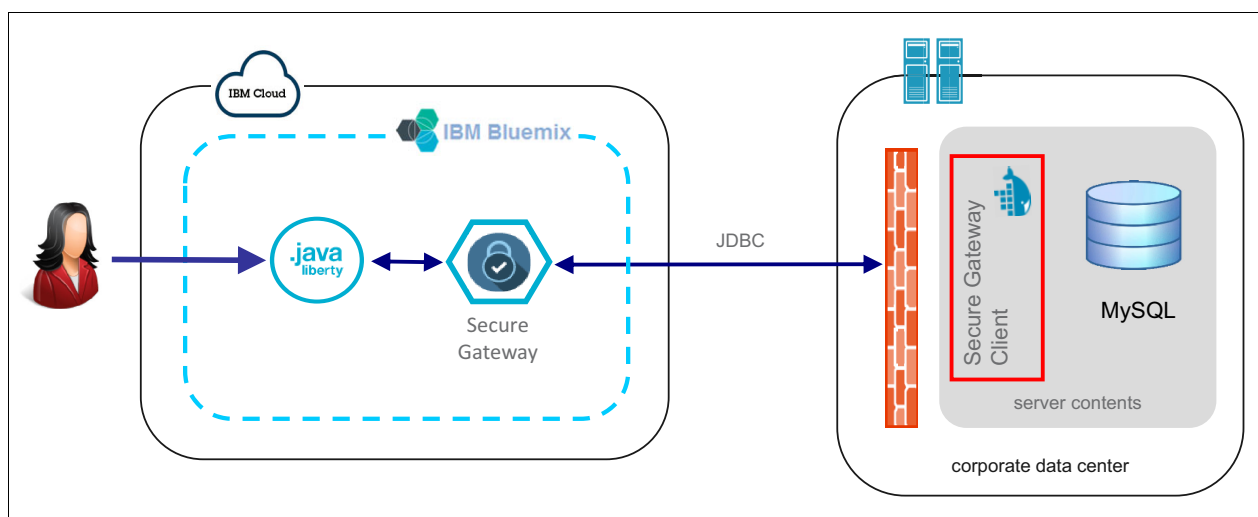 IBM Cloud
IBM Bluemix
.java
liberty
Secure
Gateway
JDBC
Secure Gateway
Client
MySQL
server contents
corporate data center